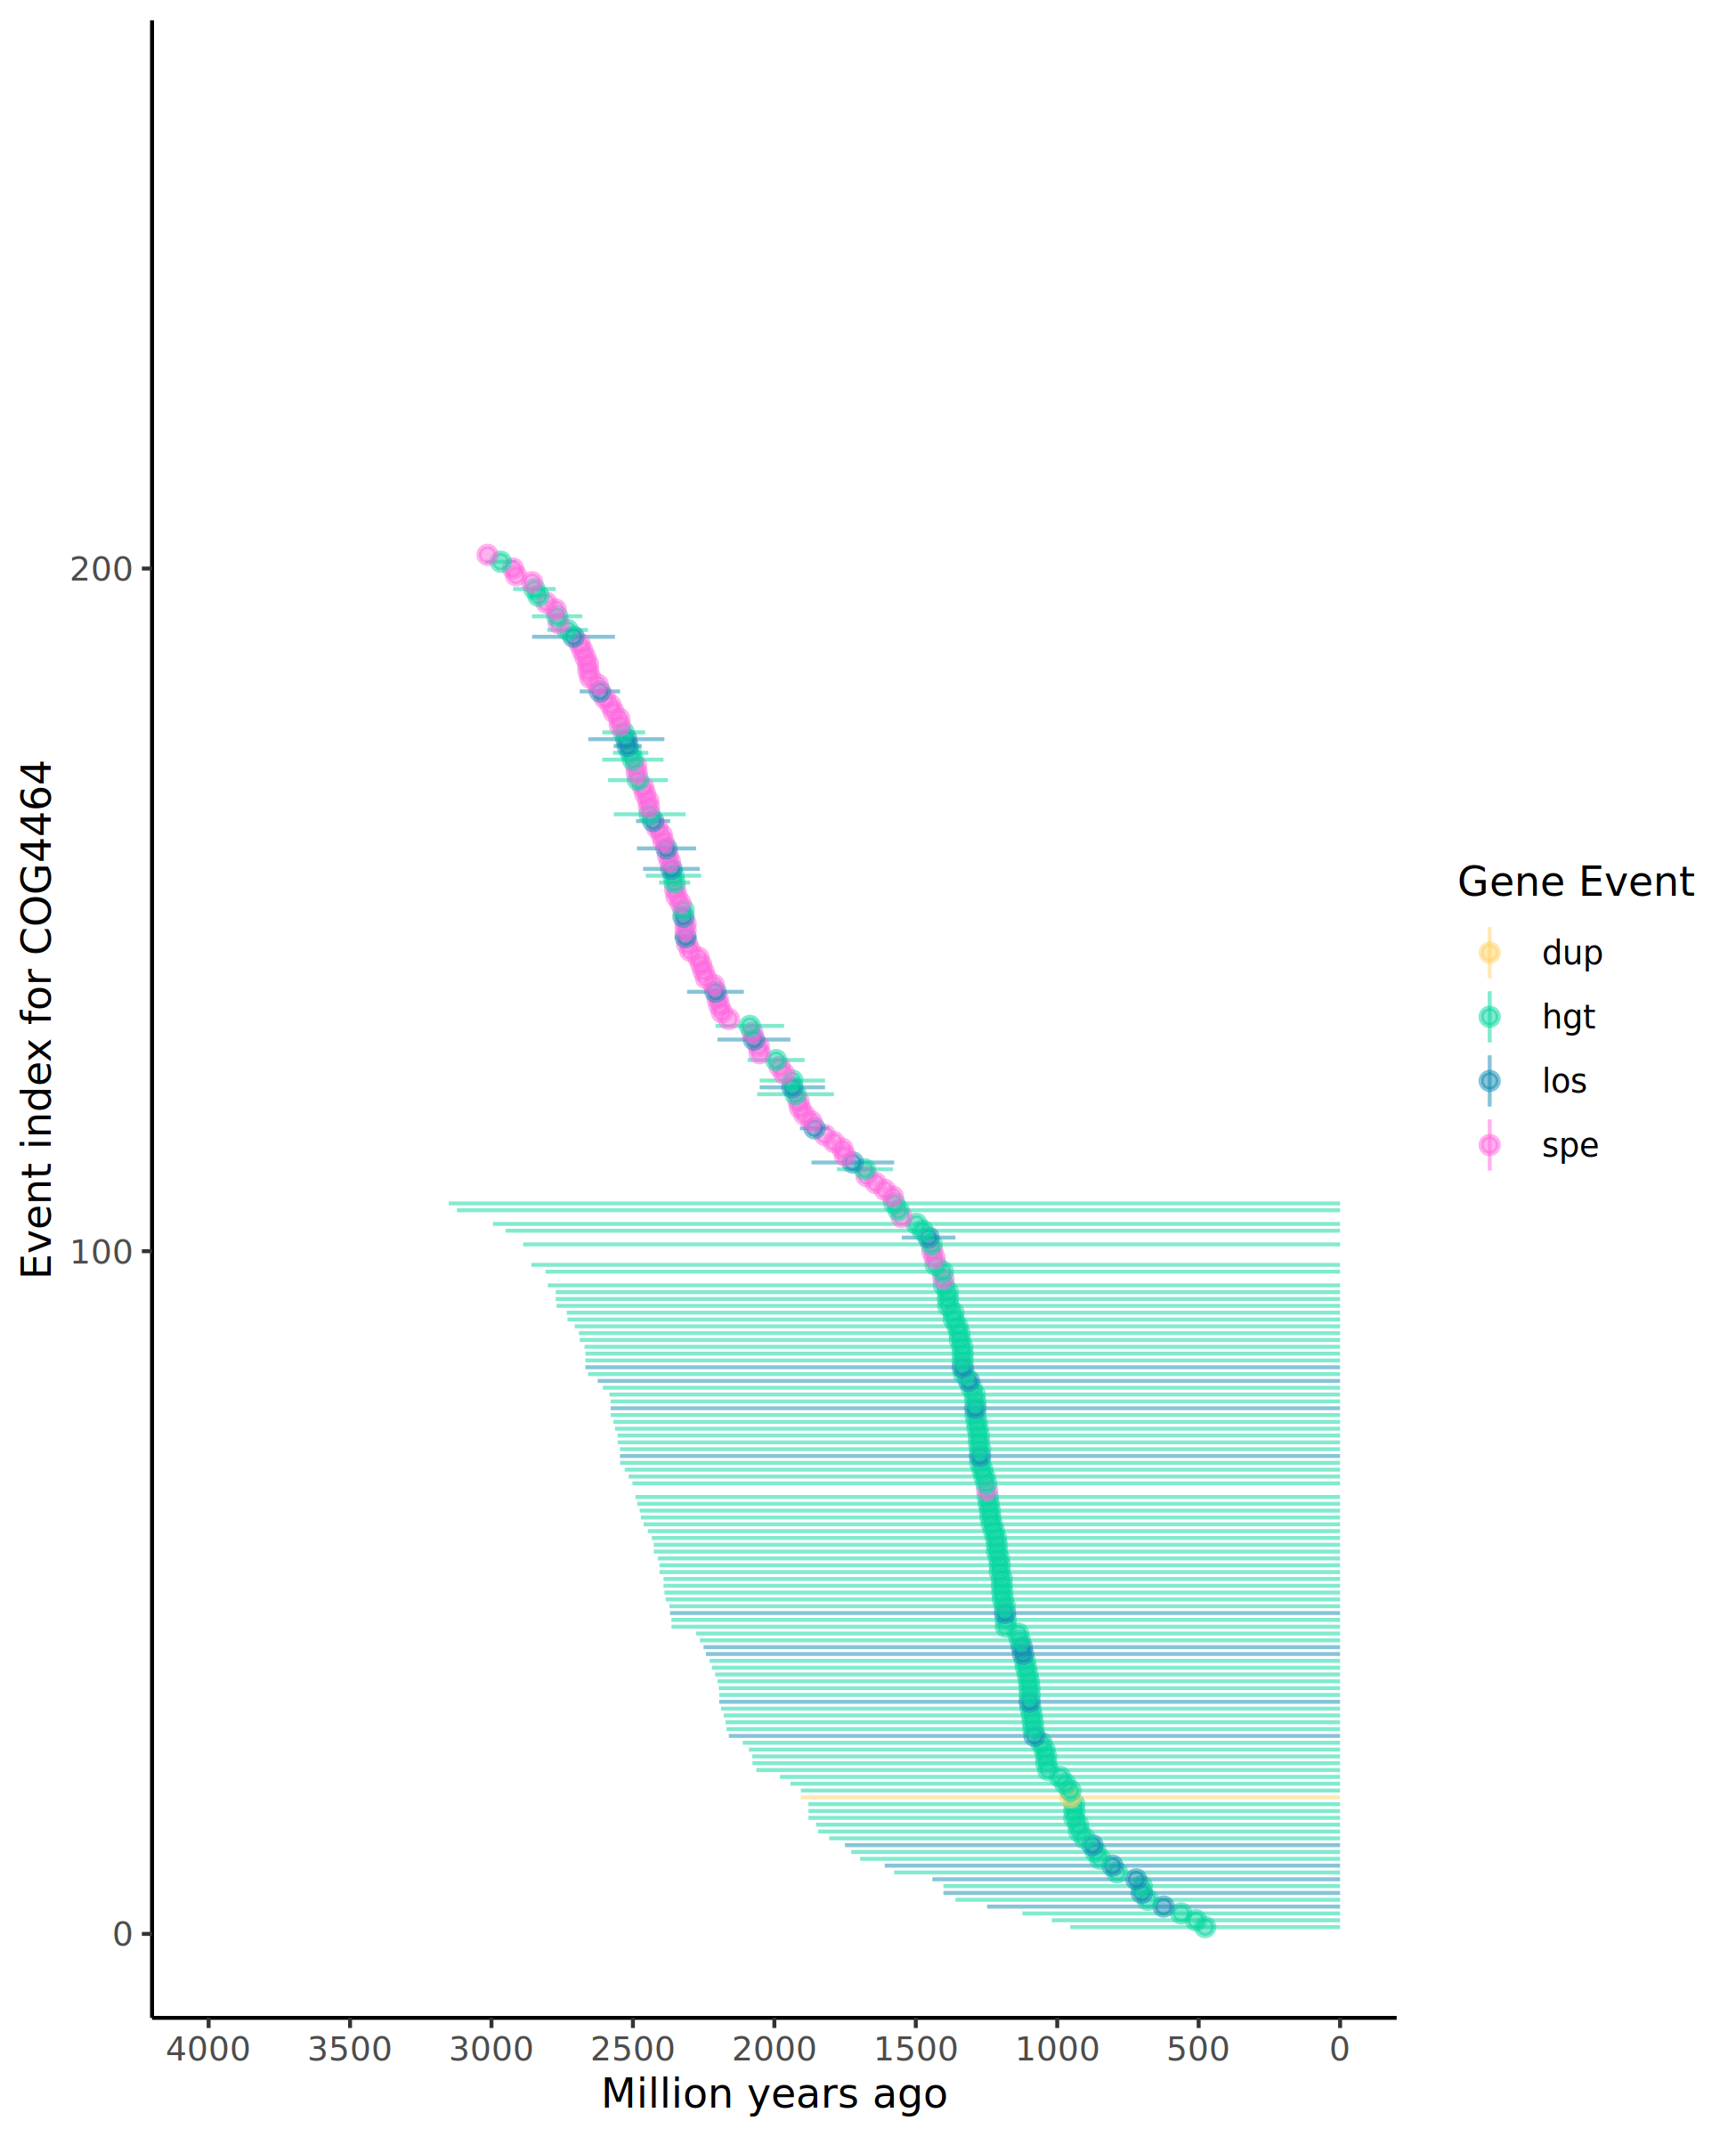 Event index for COG4464
200
100
0
4000 3500 3000 2500 2000 1500 1000 500 0
Million years ago
Gene Event
dup
hgt
los
spe